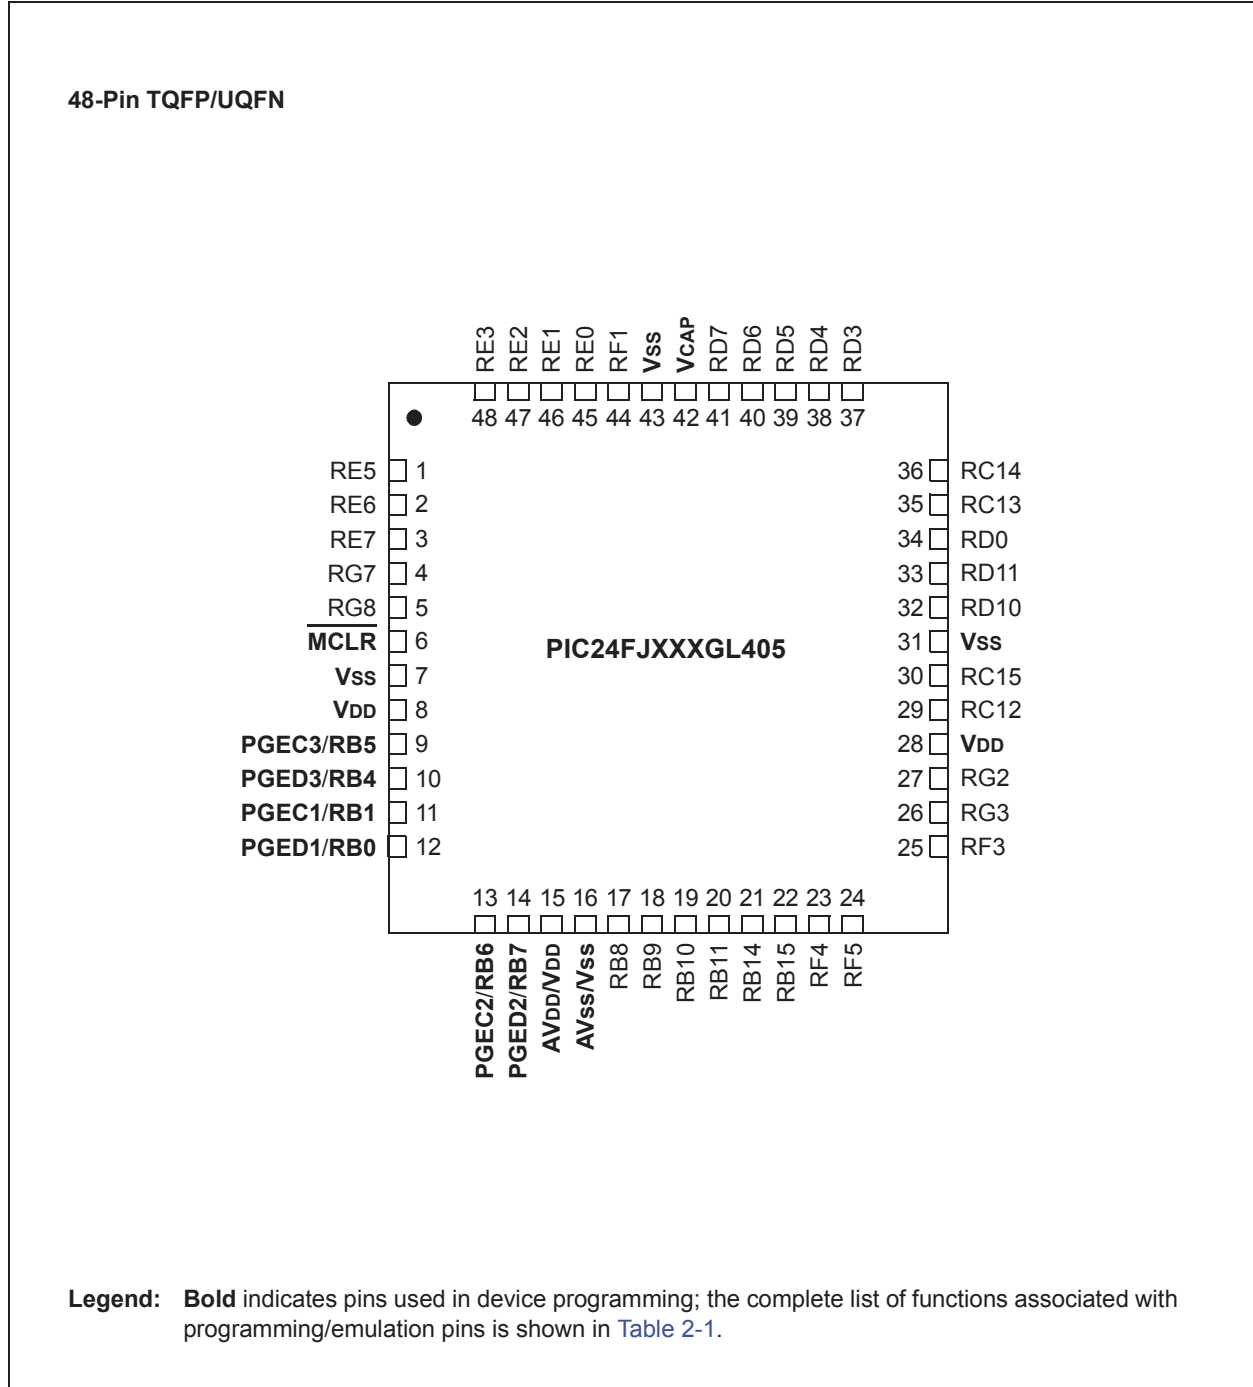 48-Pin TQFP/UQFN
RE3
RE2
RE1
RE0
RF1
VSS
VCAP
RD7
RD6
RD5
RD4
RD3
48 47 46 45 44 43 42 41 40 39 38 37
RE5 1
RE6 2
RE7 3
RG7 4
RG8 5
MCLR 6
VSS 7
VDD 8
PGEC3/RB5 9
PGED3/RB4 10
PGEC1/RB1 11
PGED1/RB0 12
PIC24FJXXXGL405
36 RC14
35 RC13
34 RD0
33 RD11
32 RD10
31 VSS
30 RC15
29 RC12
28 VDD
27 RG2
26 RG3
25 RF3
13 14 15 16 17 18 19 20 21 22 23 24
PGEC2/RB6
PGED2/RB7
AVDD/VDD
AVSS/VSS
RB8
RB9
RB10
RB11
RB14
RB15
RF4
RF5
Legend: Bold indicates pins used in device programming; the complete list of functions associated with
programming/emulation pins is shown in Table 2-1.